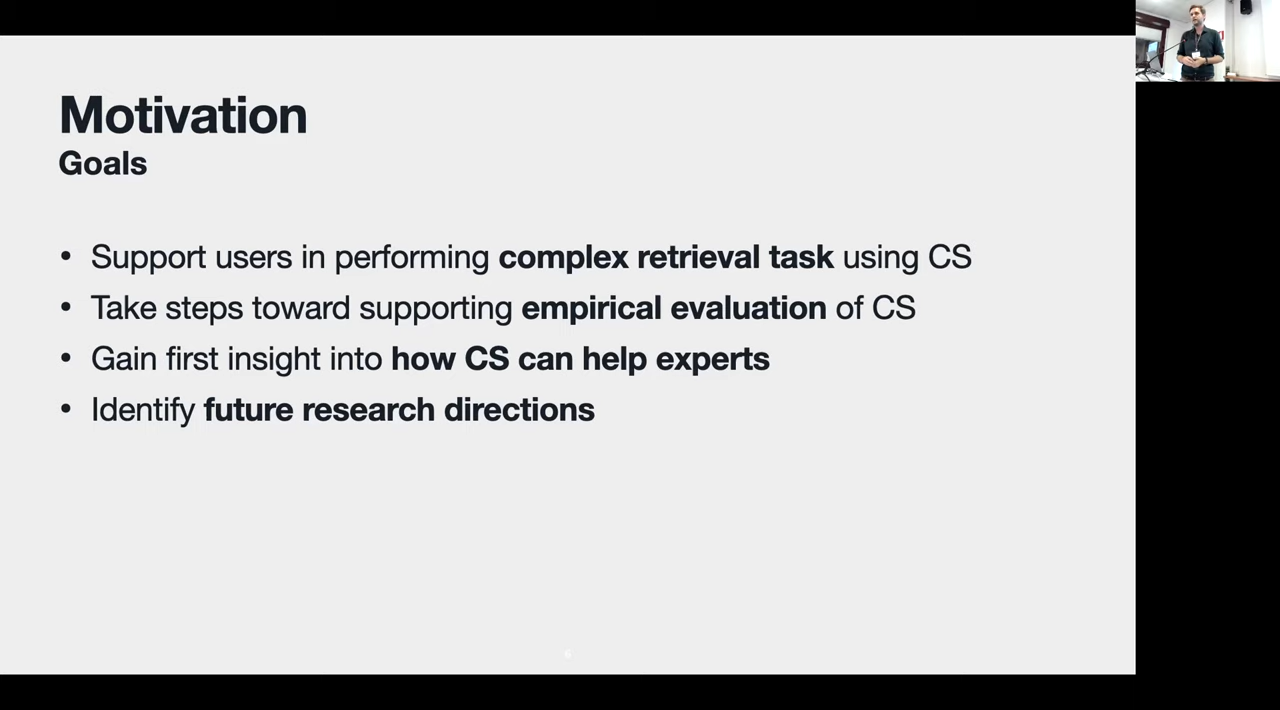 Motivation
Goals
• Support users in performing complex retrieval task using CS
• Take steps toward supporting empirical evaluation of CS
• Gain first insight into how CS can help experts
• Identify future research directions
6